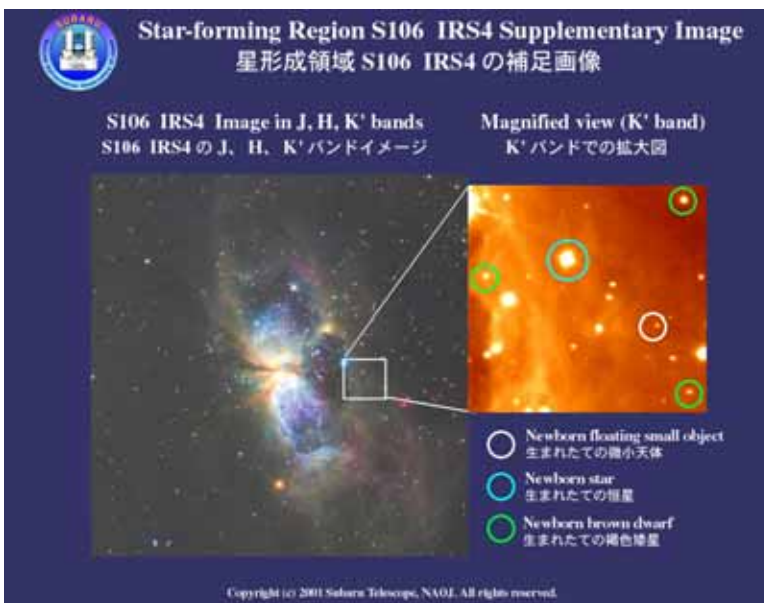 SUBARU
Star-forming Region S106 IRS4 Supplementary Image
星形成領域 S106 IRS4 の補足画像
S106 IRS4 Image in J, H, K' bands
S106 IRS4 の J、H、K' バンドイメージ
Magnified view (K' band)
K' バンドでの拡大図
Newborn floating small object
生まれたての微小天体
Newborn star
生まれたての恒星
Newborn brown dwarf
生まれたての褐色矮星
Copyright (c) 2001 Subaru Telescope, NAOJ. All rights reserved.